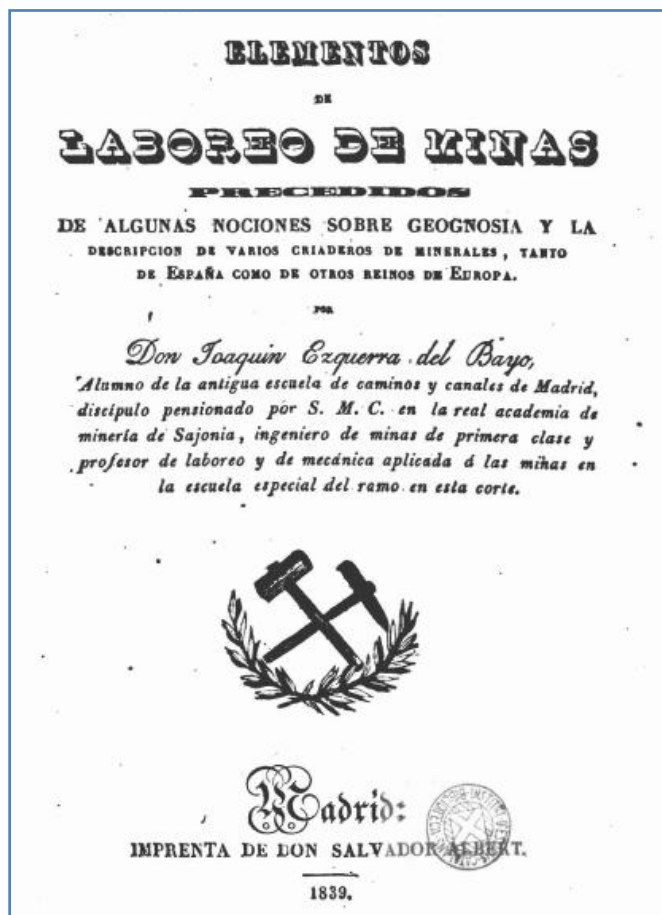 ELEMENTOS
DE
LABOREO DE MINAS
PRECEDIDOS
DE ALGUNAS NOCIONES SOBRE GEOGNOSIA Y LA
DESCRIPCION DE VARIOS CRIADEROS DE MINERALES, TANTO
DE ESPAÑA COMO DE OTROS REINOS DE EUROPA.
POR
Don Joaquin Ezquerra del Bayo,
Alumno de la antigua escuela de caminos y canales de Madrid,
discípulo pensionado por S. M. C. en la real academia de
minería de Sajonia, ingeniero de minas de primera clase y
profesor de laboreo y de mecánica aplicada á las minas en
la escuela especial del ramo en esta corte.
Madrid:
IMPRENTA DE DON SALVADOR ALBERT.
1839.